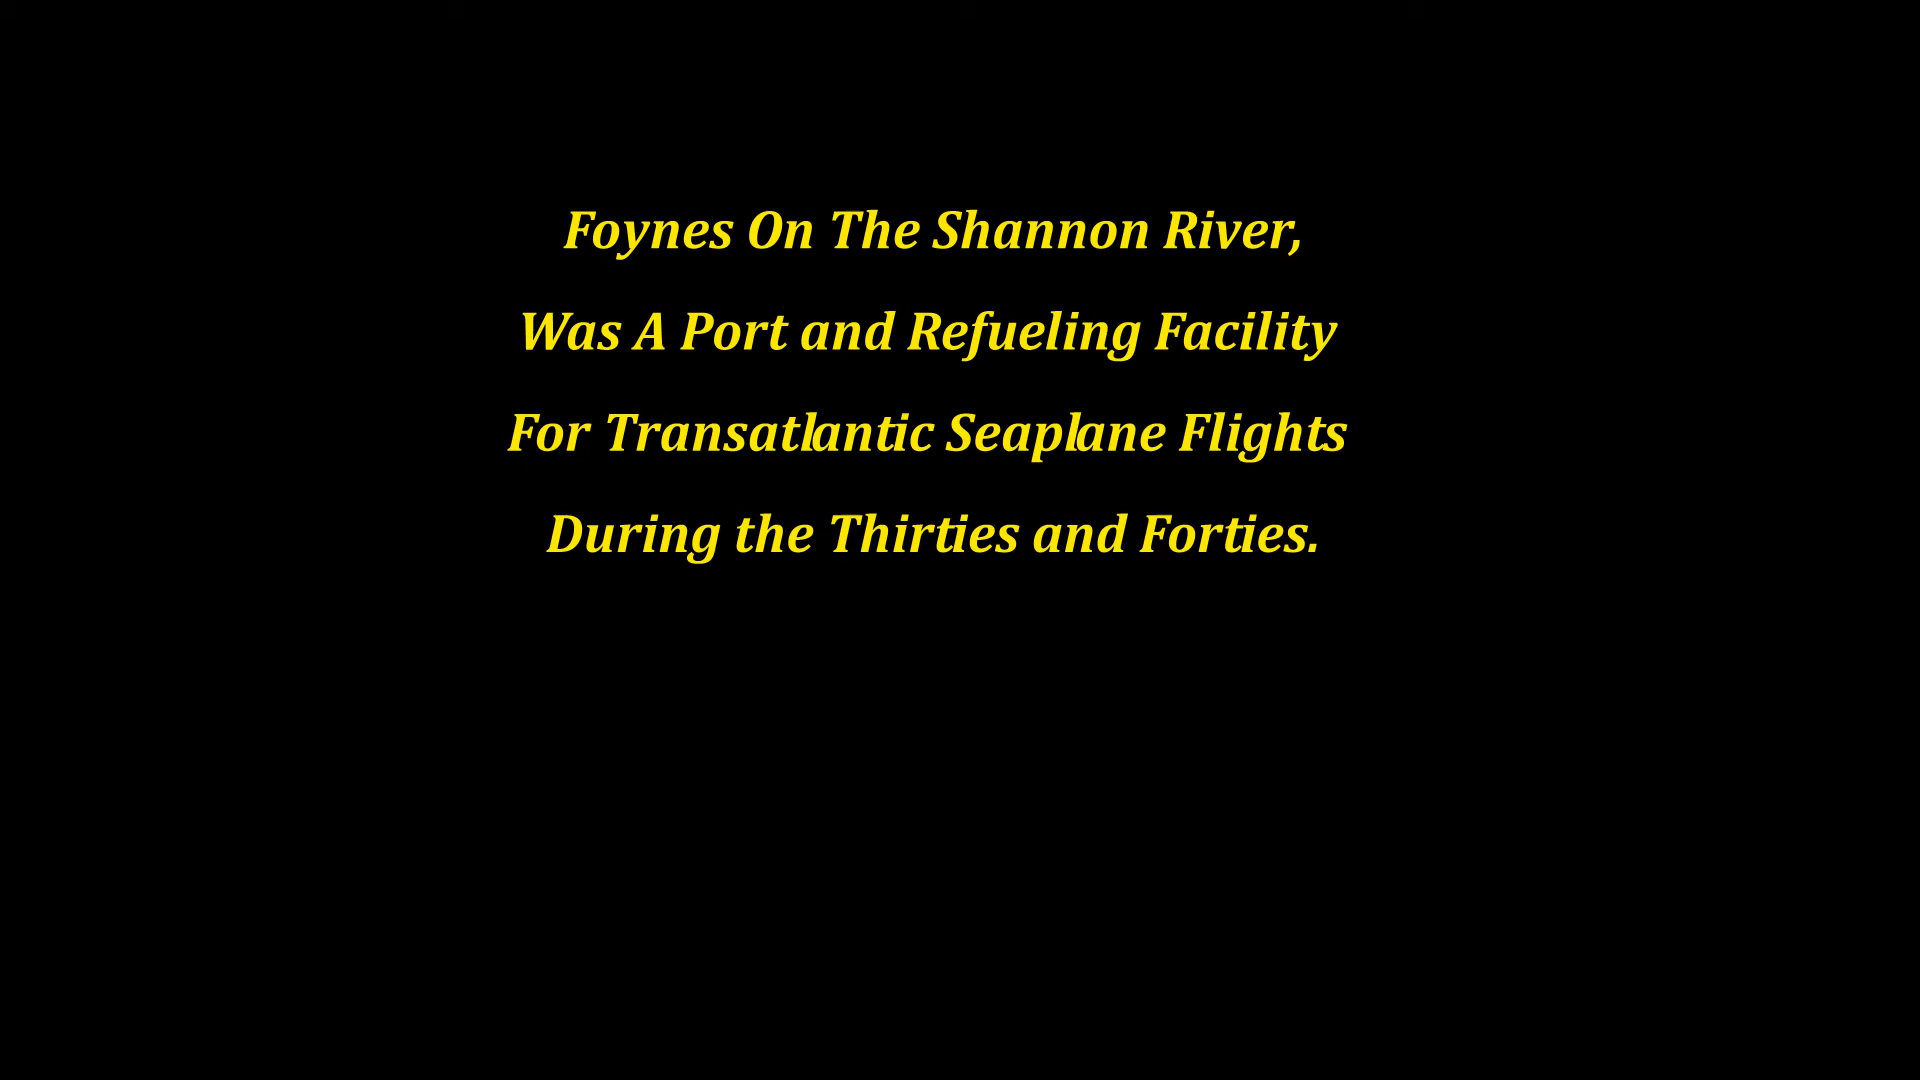 Foynes On The Shannon River,
Was A Port and Refueling Facility
For Transatlantic Seaplane Flights
During the Thirties and Forties.